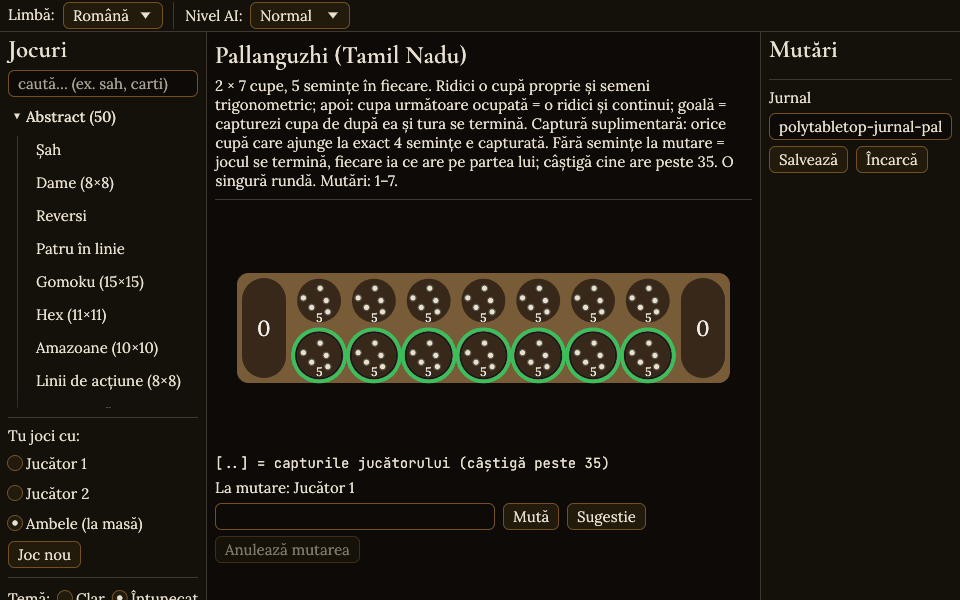 Limbă: Română ▼ Nivel AI: Normal ▼
Jocuri
caută... (ex. sah, carti)
▼ Abstract (50)
Șah
Dame (8×8)
Reversi
Patru în linie
Gomoku (15×15)
Hex (11×11)
Amazoane (10×10)
Linii de acțiune (8×8)
Tu joci cu:
Jucător 1
Jucător 2
Ambele (la masă)
Joc nou
Temă: Clar Întunecat
Pallanguzhi (Tamil Nadu)
2 × 7 cupe, 5 semințe în fiecare. Ridici o cupă proprie și semeni
trigonometric; apoi: cupa următoare ocupată = o ridici și continui; goală =
capturezi cupa de după ea și tura se termină. Captură suplimentară: orice
cupă care ajunge la exact 4 semințe e capturată. Fără semințe la mutare =
jocul se termină, fiecare ia ce are pe partea lui; câștigă cine are peste 35. O
singură rundă. Mutări: 1–7.
5 5 5 5 5 5 5
0 0
5 5 5 5 5 5 5
[..] = capturile jucătorului (câștigă peste 35)
La mutare: Jucător 1
Mută Sugestie
Anulează mutarea
Mutări
Jurnal
polytabletop-jurnal-pal
Salvează Încarcă